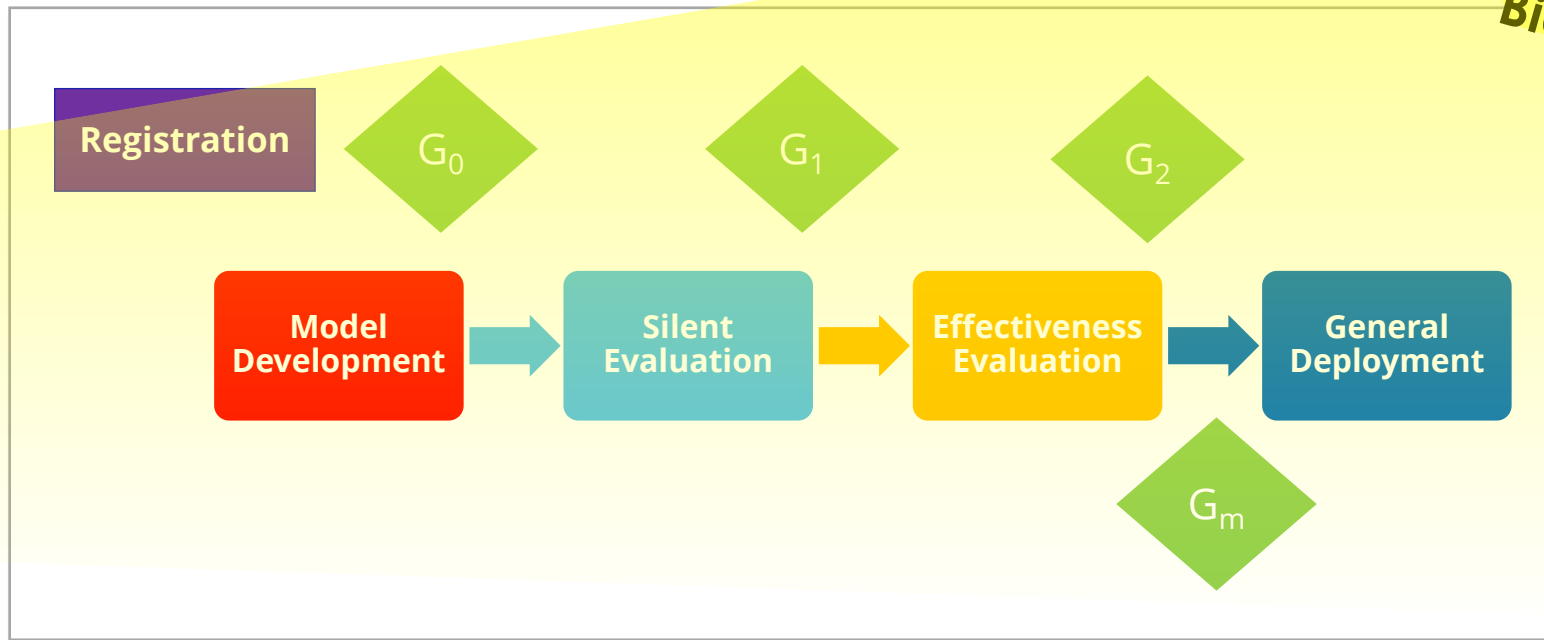 Registration
G₀
G₁
G₂
Model
Development
Silent
Evaluation
Effectiveness
Evaluation
General
Deployment
Gₘ